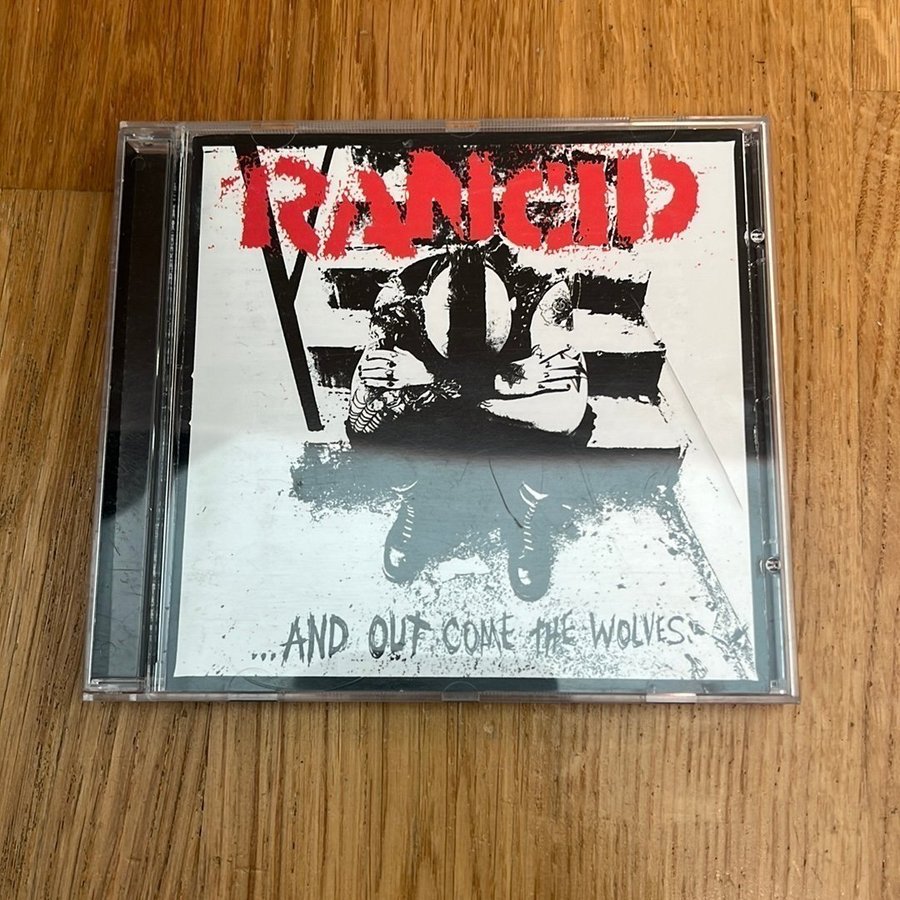 RANCID
...AND OUT COME THE WOLVES